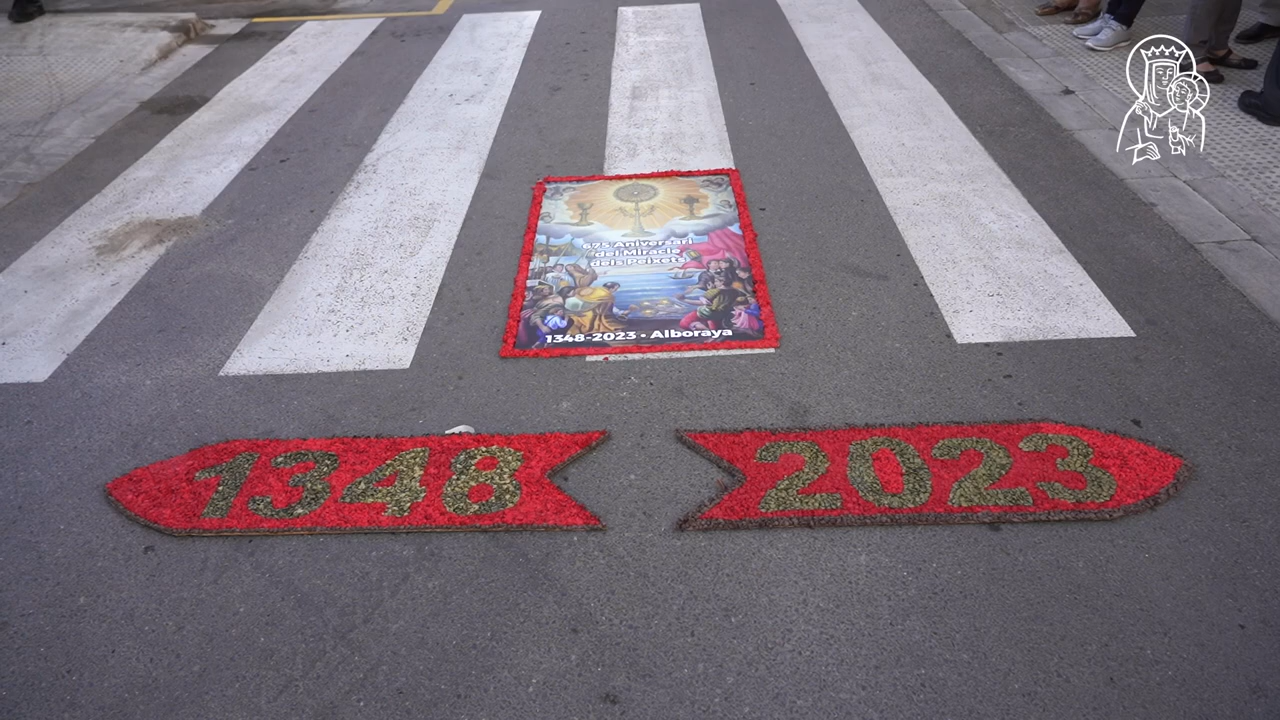 675 Aniversari
del Miracle
dels Peixets
1348-2023 • Alboraya
1348
2023